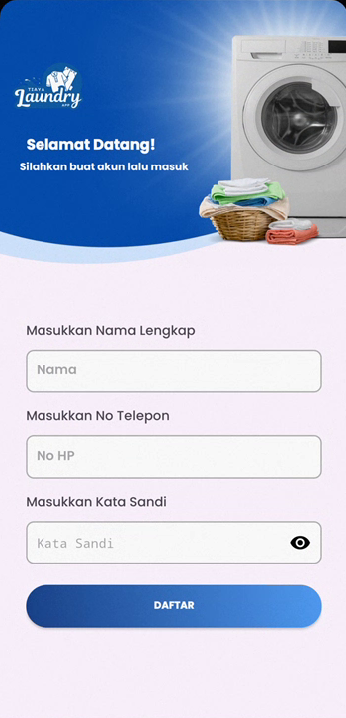 TIAYA
Laundry
APP
Selamat Datang!
Silahkan buat akun lalu masuk
Masukkan Nama Lengkap
Nama
Masukkan No Telepon
No HP
Masukkan Kata Sandi
Kata Sandi
DAFTAR